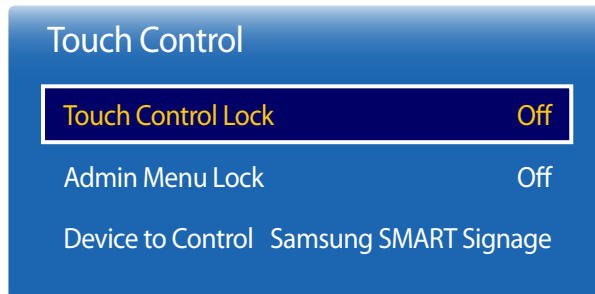 Touch Control
Touch Control Lock Off
Admin Menu Lock Off
Device to Control Samsung SMART Signage